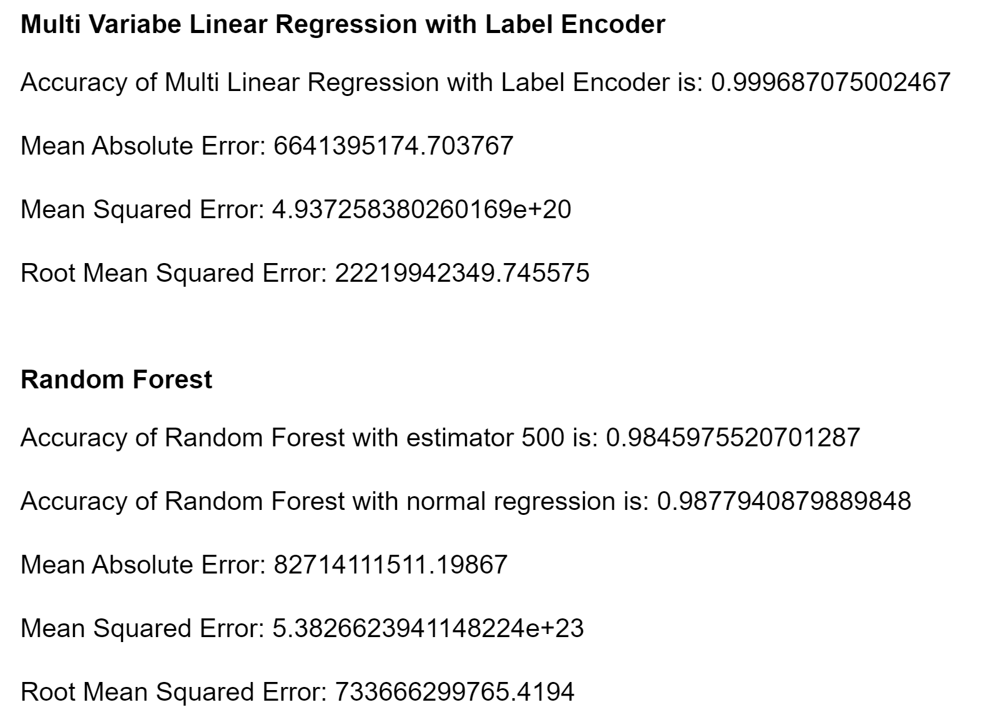 Multi Variabe Linear Regression with Label Encoder
Accuracy of Multi Linear Regression with Label Encoder is: 0.999687075002467
Mean Absolute Error: 6641395174.703767
Mean Squared Error: 4.937258380260169e+20
Root Mean Squared Error: 22219942349.745575
Random Forest
Accuracy of Random Forest with estimator 500 is: 0.9845975520701287
Accuracy of Random Forest with normal regression is: 0.9877940879889848
Mean Absolute Error: 82714111511.19867
Mean Squared Error: 5.3826623941148224e+23
Root Mean Squared Error: 733666299765.4194